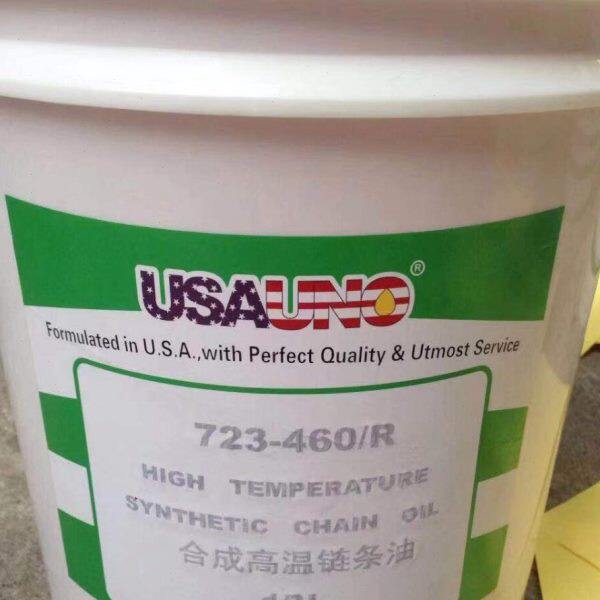 USAUNO®
Formulated in U.S.A.,with Perfect Quality & Utmost Service
723-460/R
HIGH TEMPERATURE
SYNTHETIC CHAIN OIL
合成高温链条油